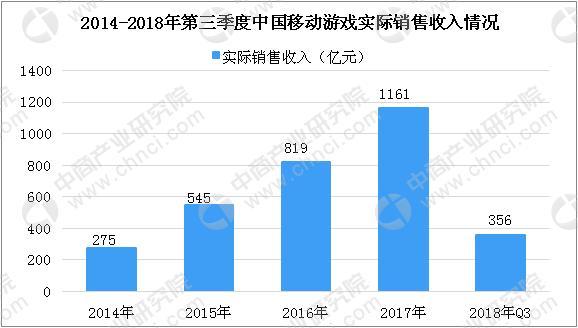 2014-2018年第三季度中国移动游戏实际销售收入情况
实际销售收入（亿元）
1400
1200
1000
800
600
400
200
0
275
545
819
1161
356
2014年
2015年
2016年
2017年
2018年Q3
中商产业研究院
www.chnci.com